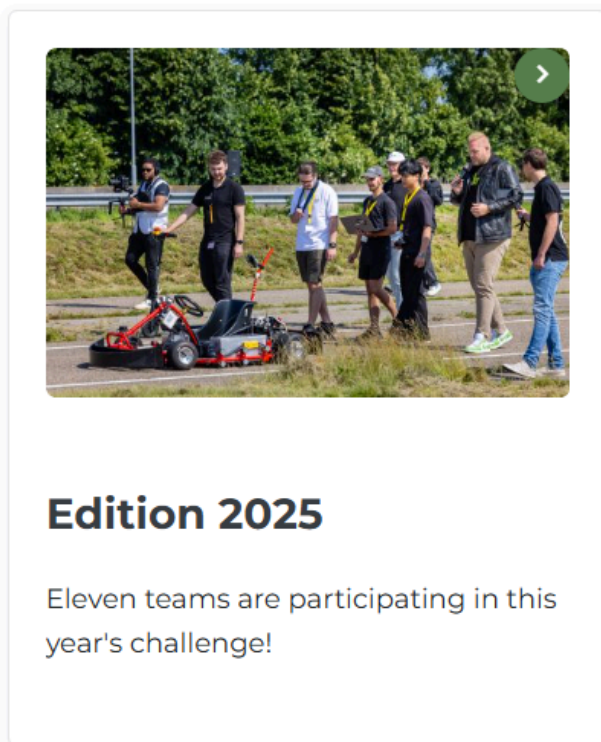 Edition 2025
Eleven teams are participating in this
year's challenge!